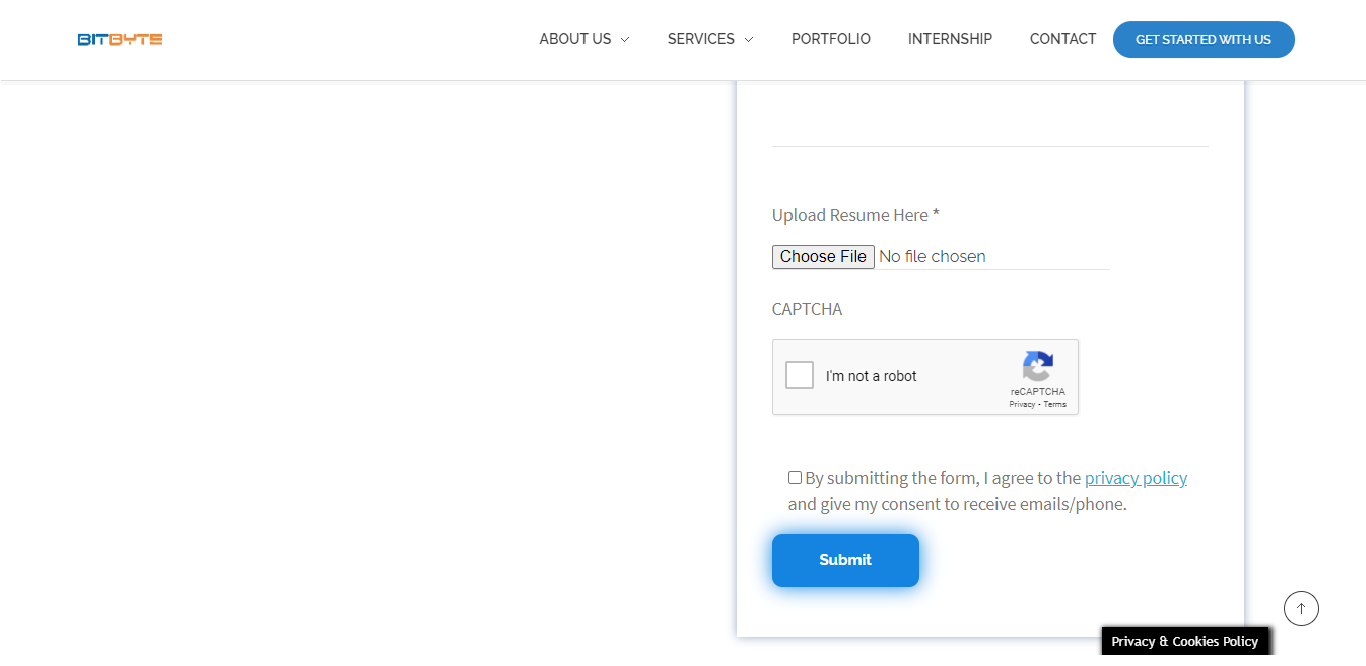 BITBYTE
ABOUT US
SERVICES
PORTFOLIO
INTERNSHIP
CONTACT
GET STARTED WITH US
Upload Resume Here *
Choose File No file chosen
CAPTCHA
I'm not a robot
reCAPTCHA
Privacy - Terms
By submitting the form, I agree to the privacy policy
and give my consent to receive emails/phone.
Submit
Privacy & Cookies Policy